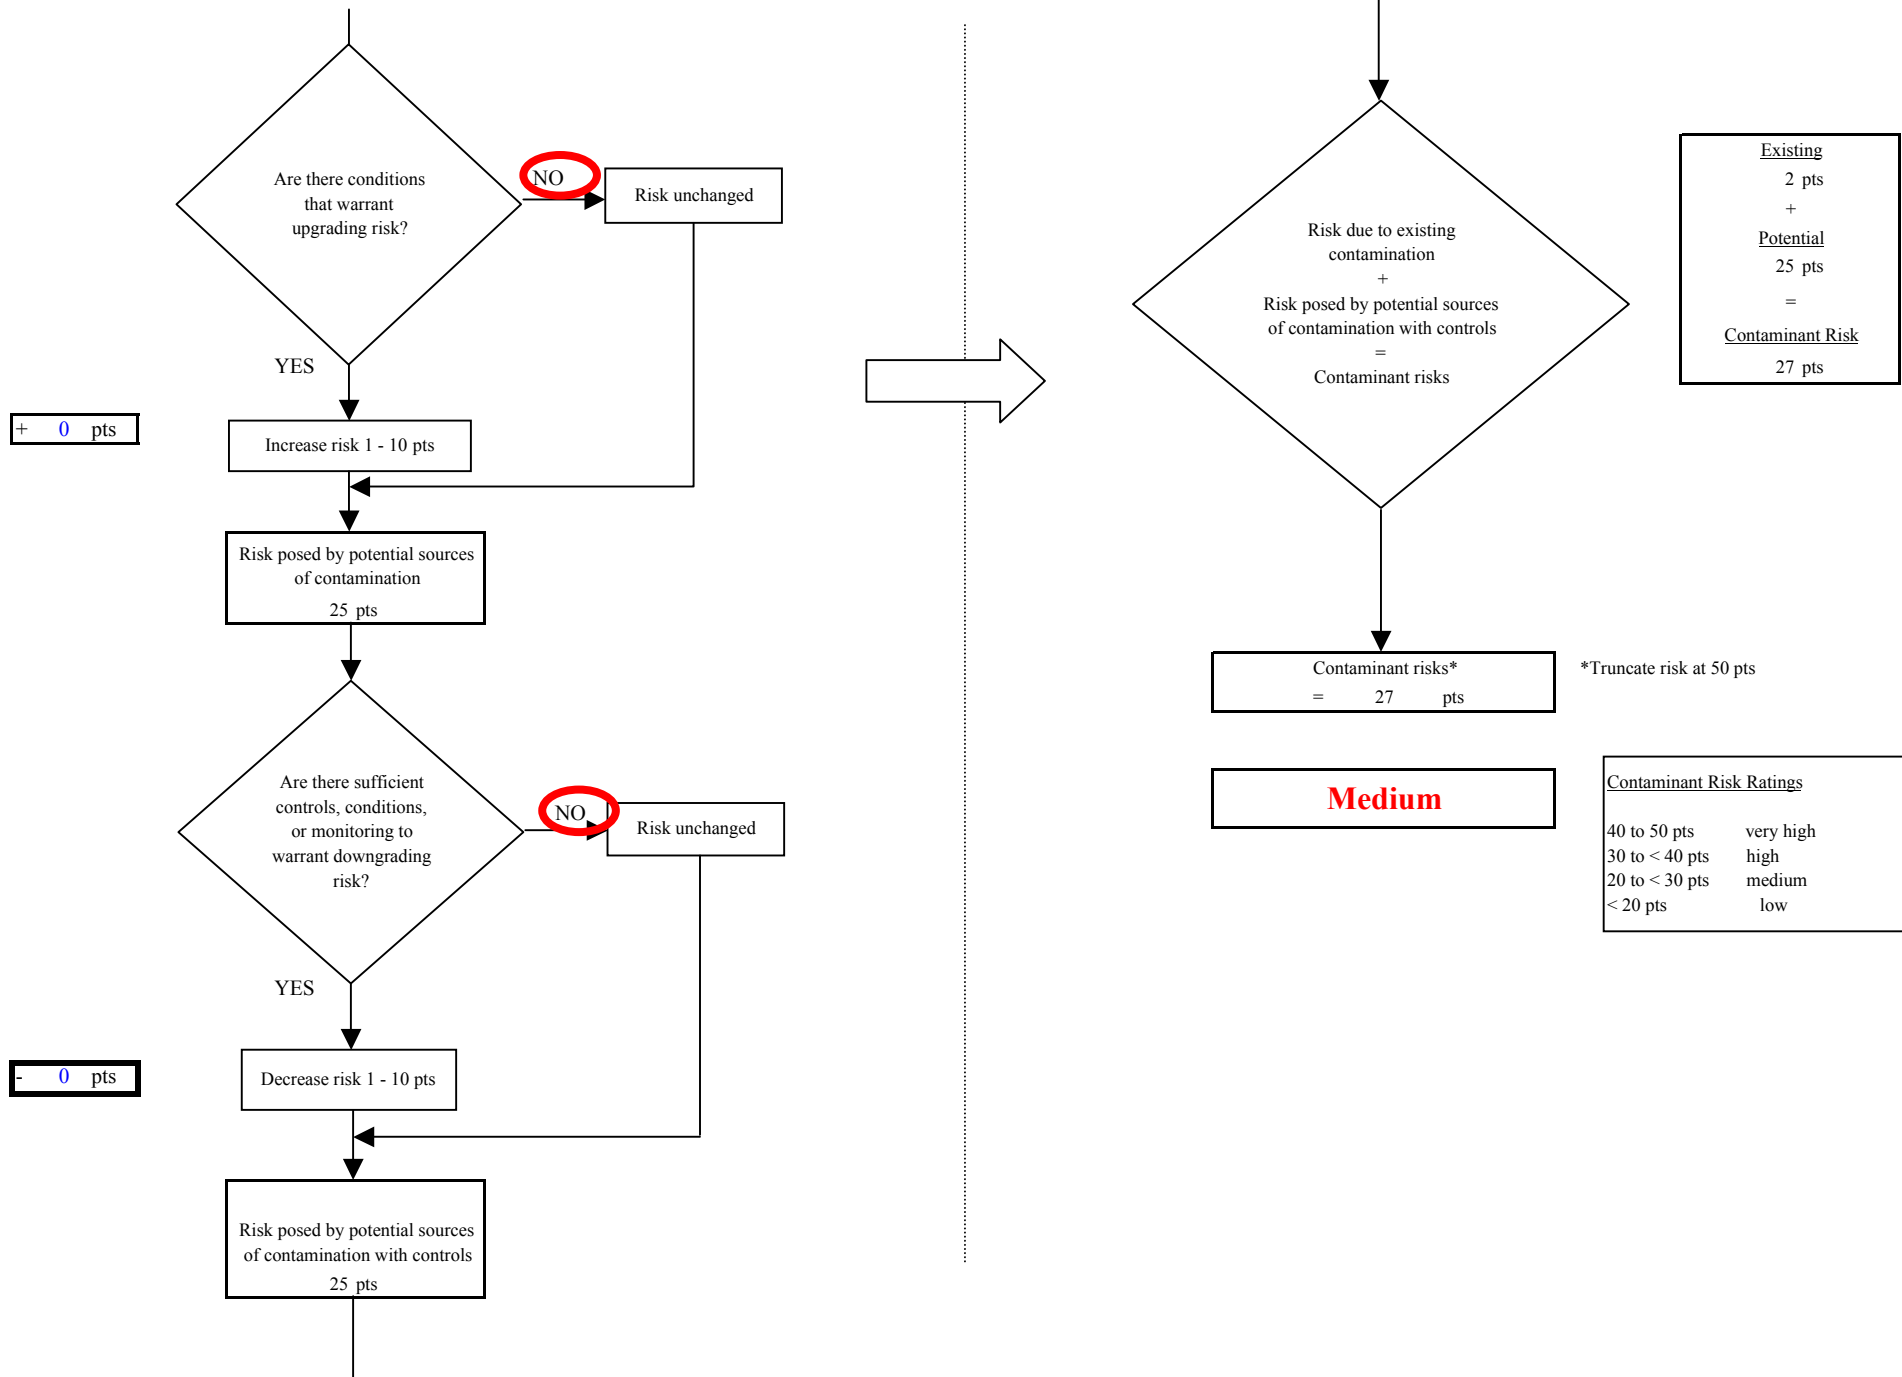 Are there conditions
that warrant
upgrading risk?
NO
Risk unchanged
YES
+ 0 pts
Increase risk 1 - 10 pts
Risk posed by potential sources
of contamination
25 pts
Are there sufficient
controls, conditions,
or monitoring to
warrant downgrading
risk?
NO
Risk unchanged
YES
- 0 pts
Decrease risk 1 - 10 pts
Risk posed by potential sources
of contamination with controls
25 pts
Risk due to existing
contamination
+
Risk posed by potential sources
of contamination with controls
=
Contaminant risks
Existing
2 pts
+
Potential
25 pts
=
Contaminant Risk
27 pts
Contaminant risks*
= 27 pts
*Truncate risk at 50 pts
Medium
Contaminant Risk Ratings
40 to 50 pts very high
30 to < 40 pts high
20 to < 30 pts medium
< 20 pts low